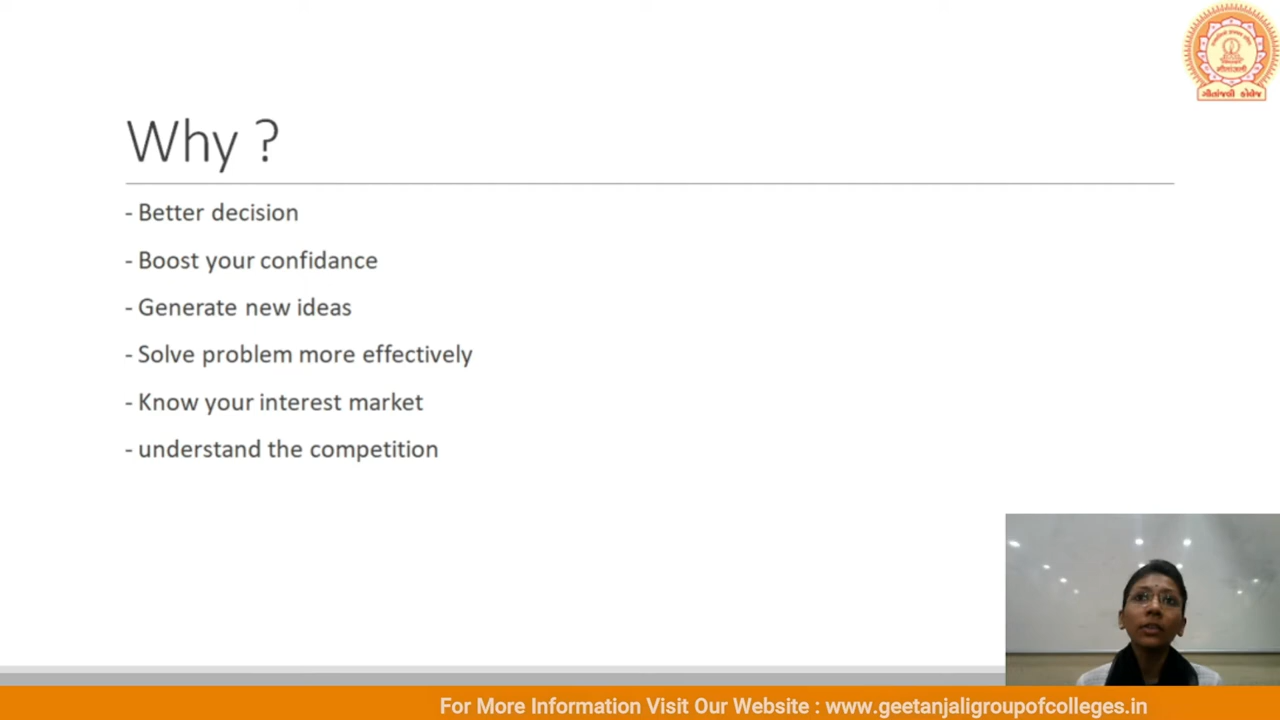 ગીતાંજલી કોલેજ
Why ?
- Better decision
- Boost your confidance
- Generate new ideas
- Solve problem more effectively
- Know your interest market
- understand the competition
For More Information Visit Our Website : www.geetanjaligroupofcolleges.in